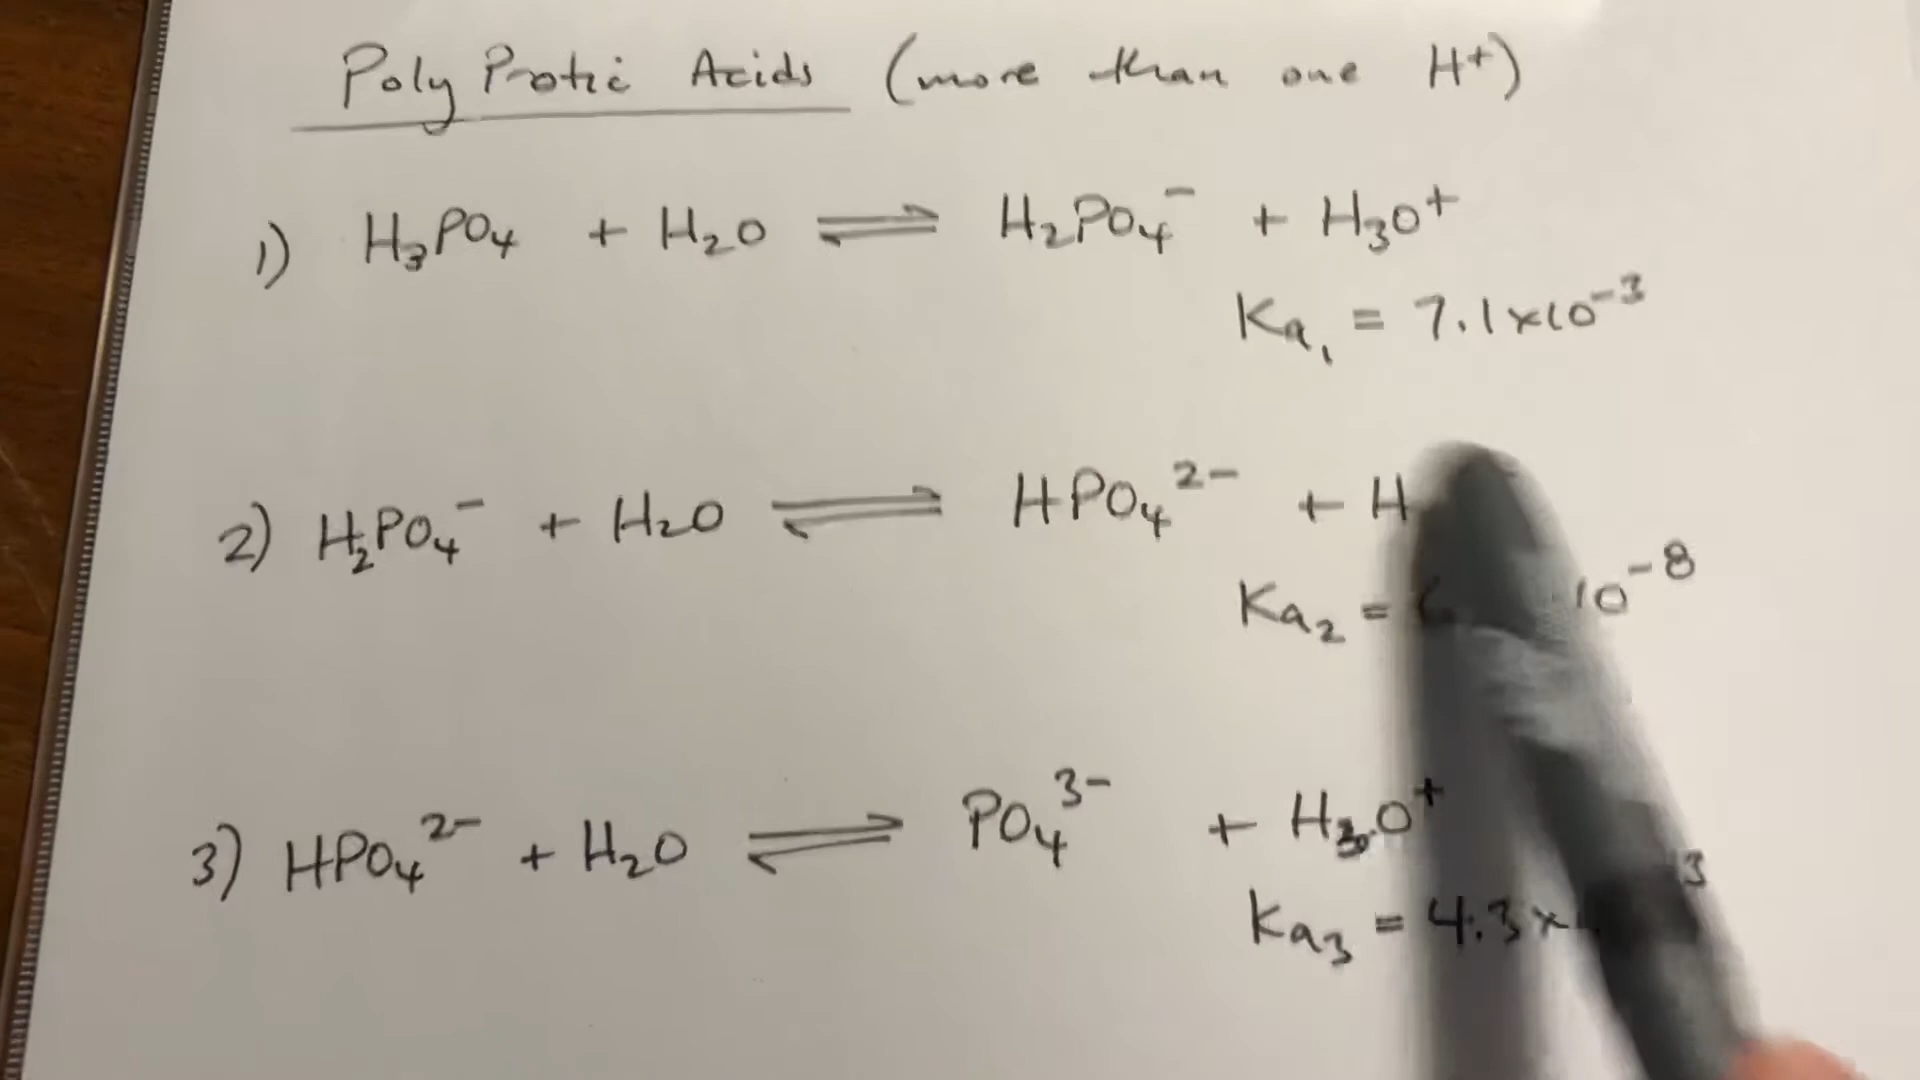 Poly Protic Acids (more than one H⁺)
1) H₃PO₄ + H₂O ⇌ H₂PO₄⁻ + H₃O⁺
Ka₁ = 7.1×10⁻³
2) H₂PO₄⁻ + H₂O ⇌ HPO₄²⁻ + H
Ka₂ = 10⁻⁸
3) HPO₄²⁻ + H₂O ⇌ PO₄³⁻ + H₃O⁺
Ka₃ = 4.3× ³